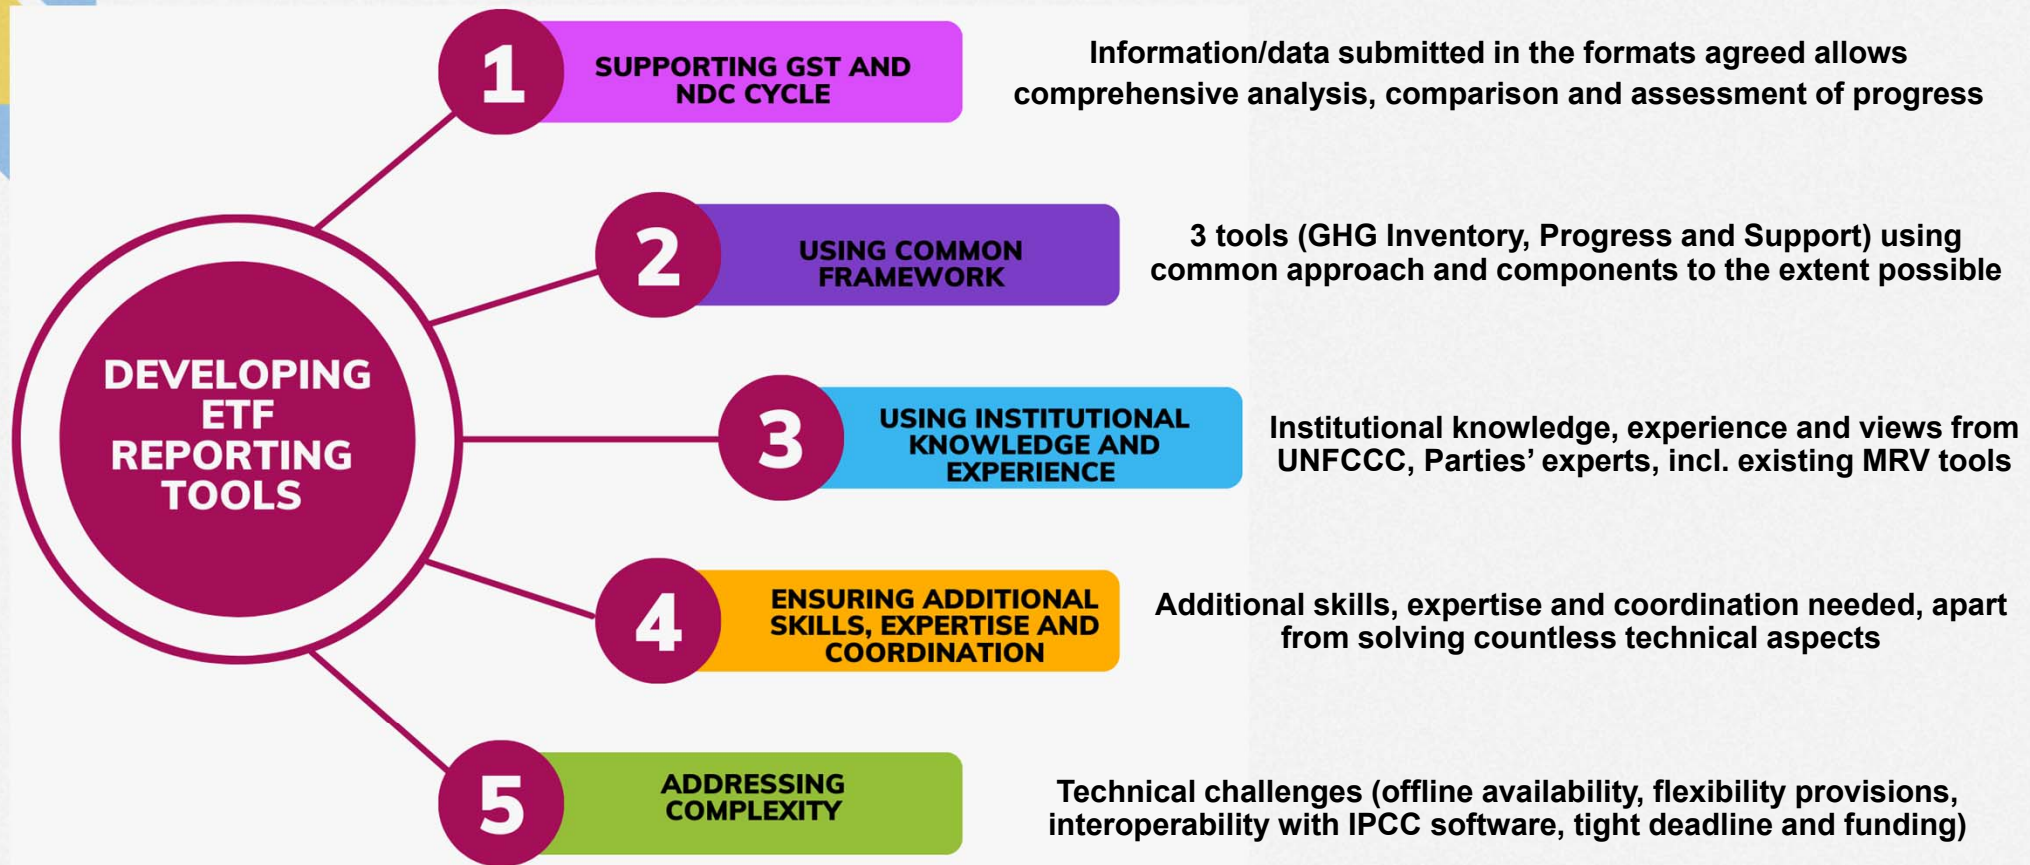 DEVELOPING
ETF
REPORTING
TOOLS
1
SUPPORTING GST AND
NDC CYCLE
Information/data submitted in the formats agreed allows
comprehensive analysis, comparison and assessment of progress
2
USING COMMON
FRAMEWORK
3 tools (GHG Inventory, Progress and Support) using
common approach and components to the extent possible
3
USING INSTITUTIONAL
KNOWLEDGE AND
EXPERIENCE
Institutional knowledge, experience and views from
UNFCCC, Parties’ experts, incl. existing MRV tools
4
ENSURING ADDITIONAL
SKILLS, EXPERTISE AND
COORDINATION
Additional skills, expertise and coordination needed, apart
from solving countless technical aspects
5
ADDRESSING
COMPLEXITY
Technical challenges (offline availability, flexibility provisions,
interoperability with IPCC software, tight deadline and funding)